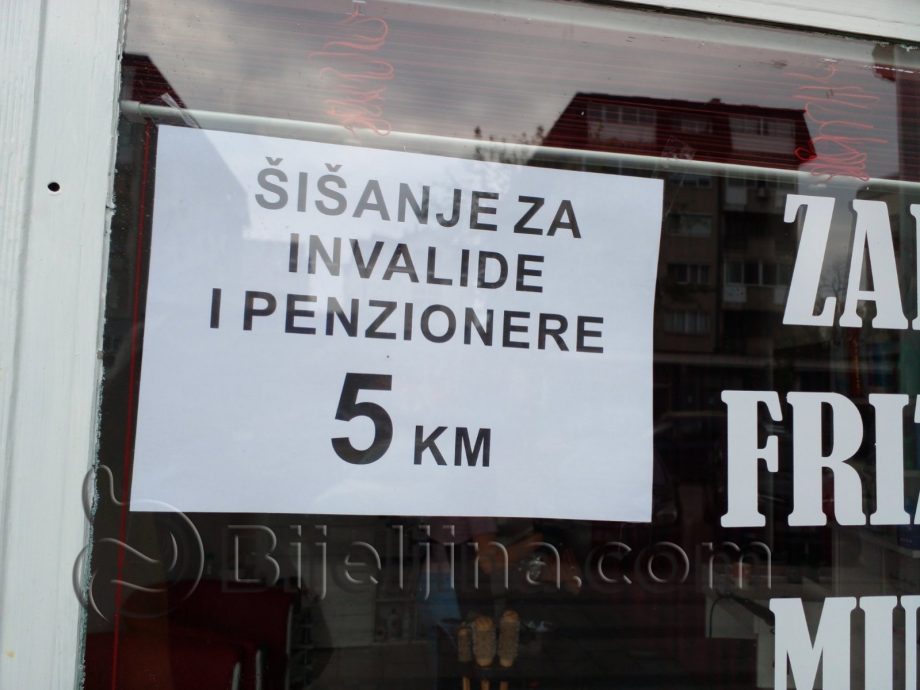 ŠIŠANJE ZA
INVALIDE
I PENZIONERE
5 KM
Bijeljina.com